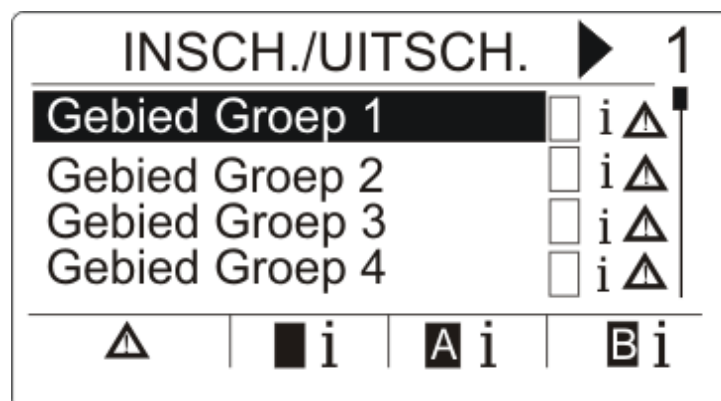 INSCH./UITSCH. ▶ 1
Gebied Groep 1 i
Gebied Groep 2 i
Gebied Groep 3 i
Gebied Groep 4 i
i A i B i